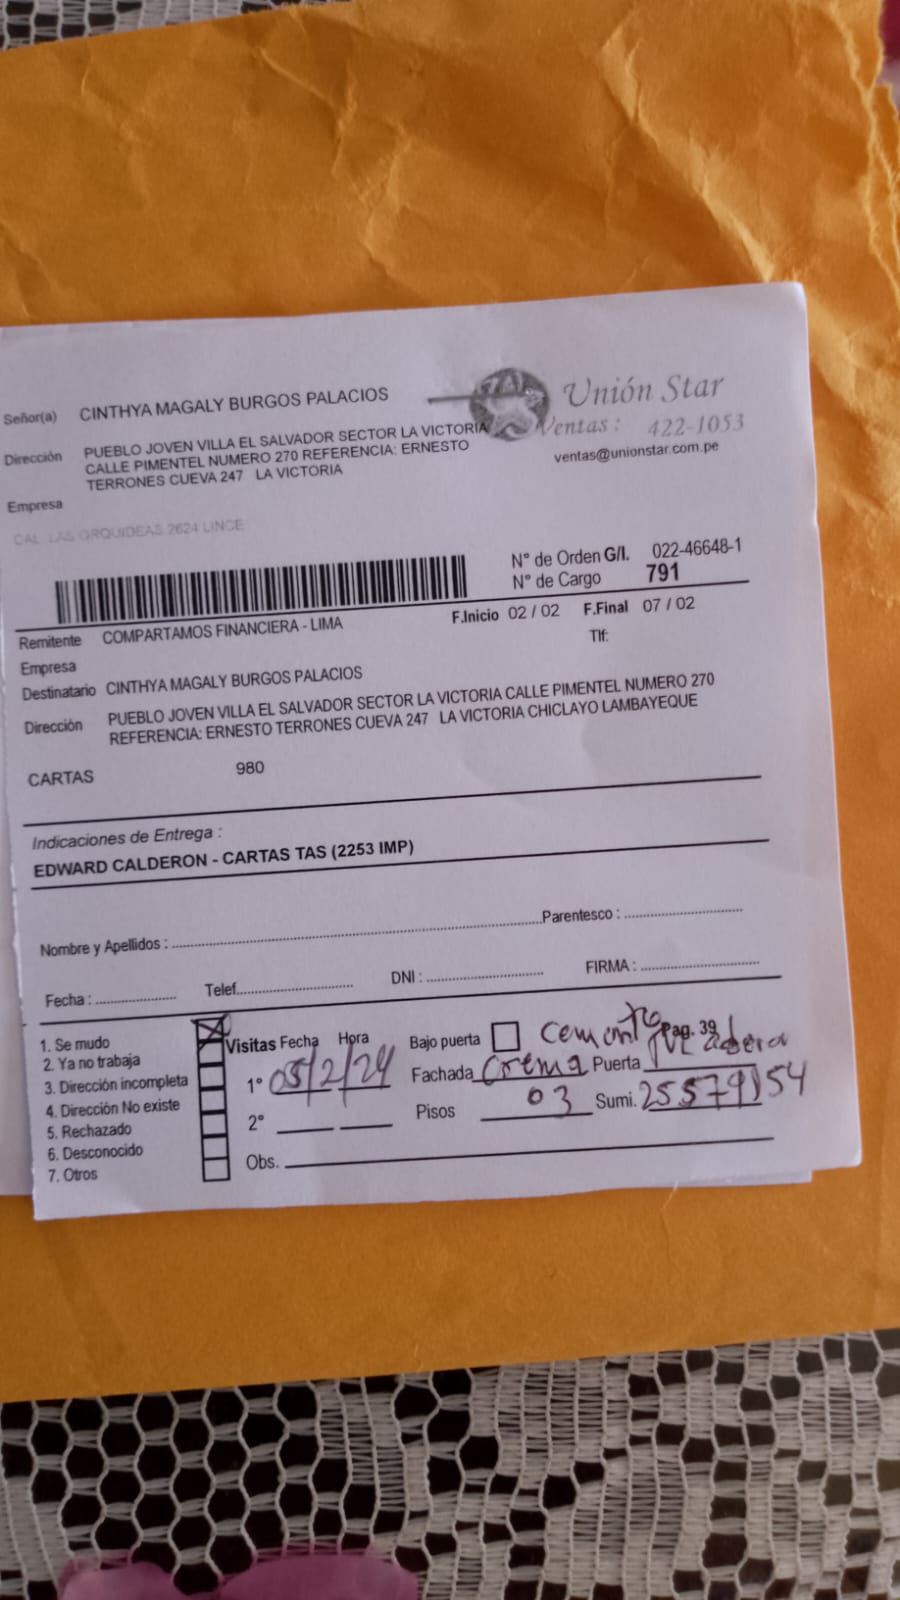 Señor(a) CINTHYA MAGALY BURGOS PALACIOS
Unión Star
Ventas : 422-1053
ventas@unionstar.com.pe
Dirección PUEBLO JOVEN VILLA EL SALVADOR SECTOR LA VICTORIA
CALLE PIMENTEL NUMERO 270 REFERENCIA: ERNESTO
TERRONES CUEVA 247 LA VICTORIA
Empresa
CAL LAS ORQUIDEAS 2624 LINCE
N° de Orden G/I. 022-46648-1
N° de Cargo 791
F.Inicio 02 / 02 F.Final 07 / 02
Remitente COMPARTAMOS FINANCIERA - LIMA
Tlf:
Empresa
Destinatario CINTHYA MAGALY BURGOS PALACIOS
Dirección PUEBLO JOVEN VILLA EL SALVADOR SECTOR LA VICTORIA CALLE PIMENTEL NUMERO 270
REFERENCIA: ERNESTO TERRONES CUEVA 247 LA VICTORIA CHICLAYO LAMBAYEQUE
CARTAS 980
Indicaciones de Entrega :
EDWARD CALDERON - CARTAS TAS (2253 IMP)
Nombre y Apellidos : Parentesco :
Fecha : Telef. DNI : FIRMA :
1. Se mudo
2. Ya no trabaja
3. Dirección incompleta
4. Dirección No existe
5. Rechazado
6. Desconocido
7. Otros
Visitas Fecha Hora
1° 05/2/24
2°
Obs.
Bajo puerta Pag. 39
Fachada Crema Puerta
Pisos 03 Sumi. 25579154